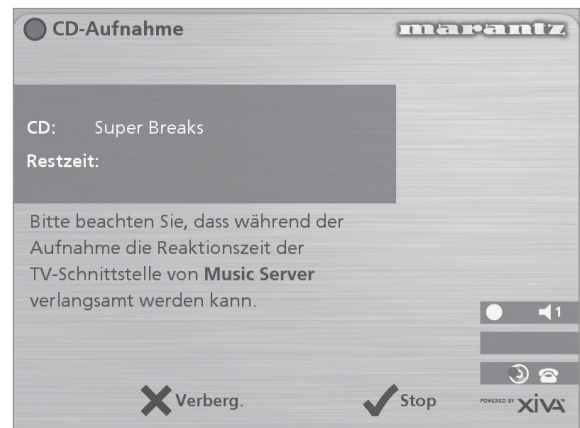 CD-Aufnahme
marantz
CD: Super Breaks
Restzeit:
Bitte beachten Sie, dass während der
Aufnahme die Reaktionszeit der
TV-Schnittstelle von Music Server
verlangsamt werden kann.
1
Verberg.
Stop
POWERED BY XiVA™